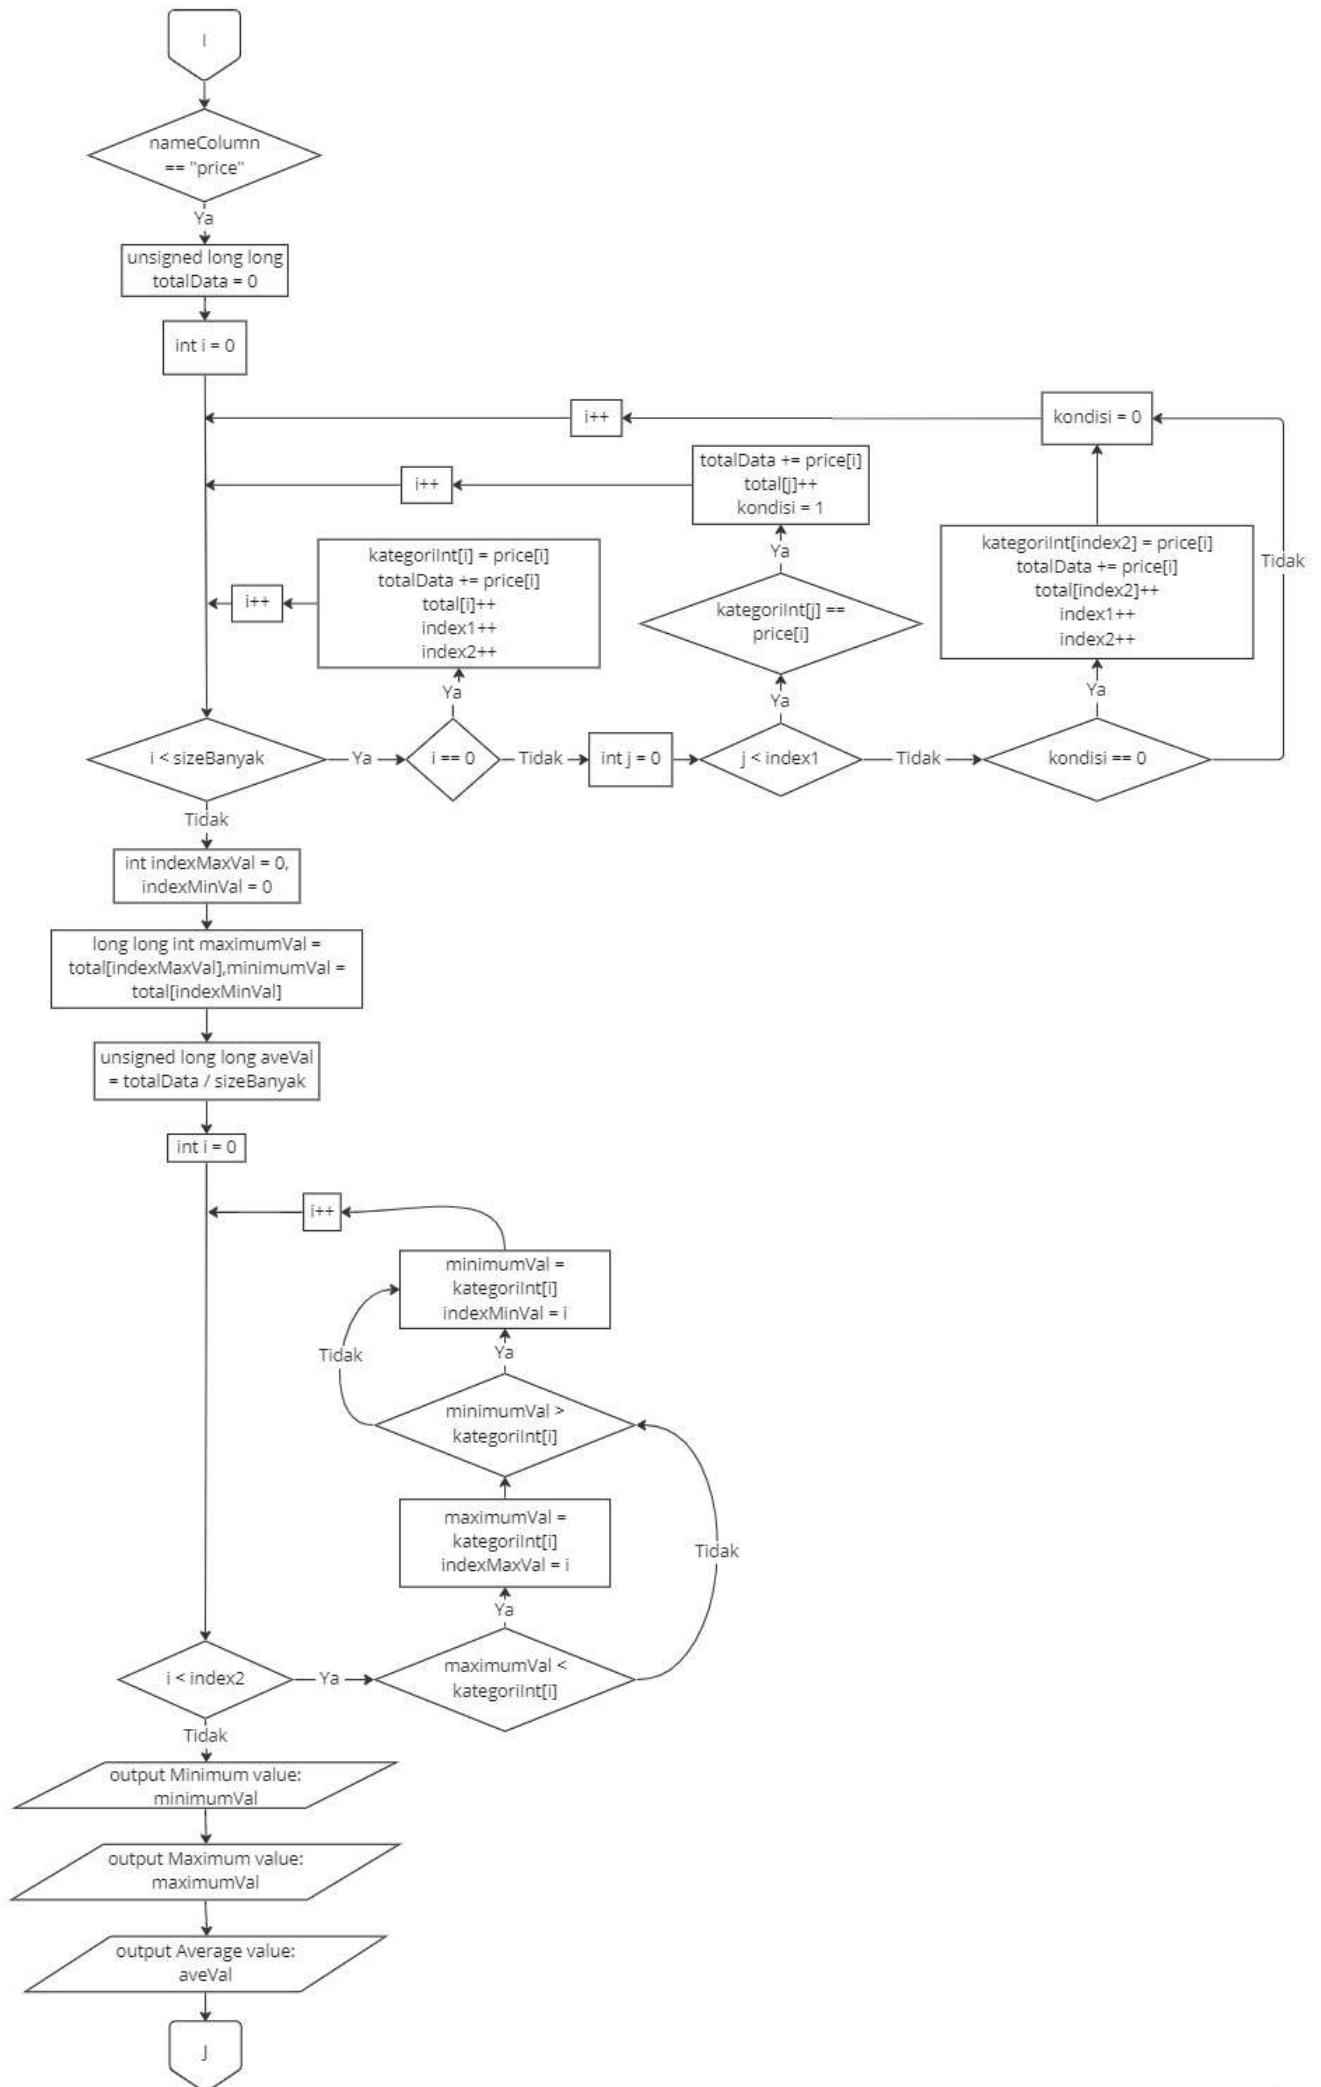 I
nameColumn
== "price"
Ya
unsigned long long
totalData = 0
int i = 0
i++
kondisi = 0
i++
totalData += price[i]
total[j]++
kondisi = 1
Ya
i++
kategoriInt[i] = price[i]
totalData += price[i]
total[i]++
index1++
index2++
Ya
kategoriInt[j] ==
price[i]
Ya
kategoriInt[index2] = price[i]
totalData += price[i]
total[index2]++
index1++
index2++
Ya
Tidak
i < sizeBanyak
Ya
i == 0
Tidak
int j = 0
j < index1
Tidak
kondisi == 0
Tidak
int indexMaxVal = 0,
indexMinVal = 0
long long int maximumVal =
total[indexMaxVal],minimumVal =
total[indexMinVal]
unsigned long long aveVal
= totalData / sizeBanyak
int i = 0
i++
minimumVal =
kategoriInt[i]
indexMinVal = i
Tidak
Ya
minimumVal >
kategoriInt[i]
maximumVal =
kategoriInt[i]
indexMaxVal = i
Tidak
Ya
i < index2
Ya
maximumVal <
kategoriInt[i]
Tidak
output Minimum value:
minimumVal
output Maximum value:
maximumVal
output Average value:
aveVal
J